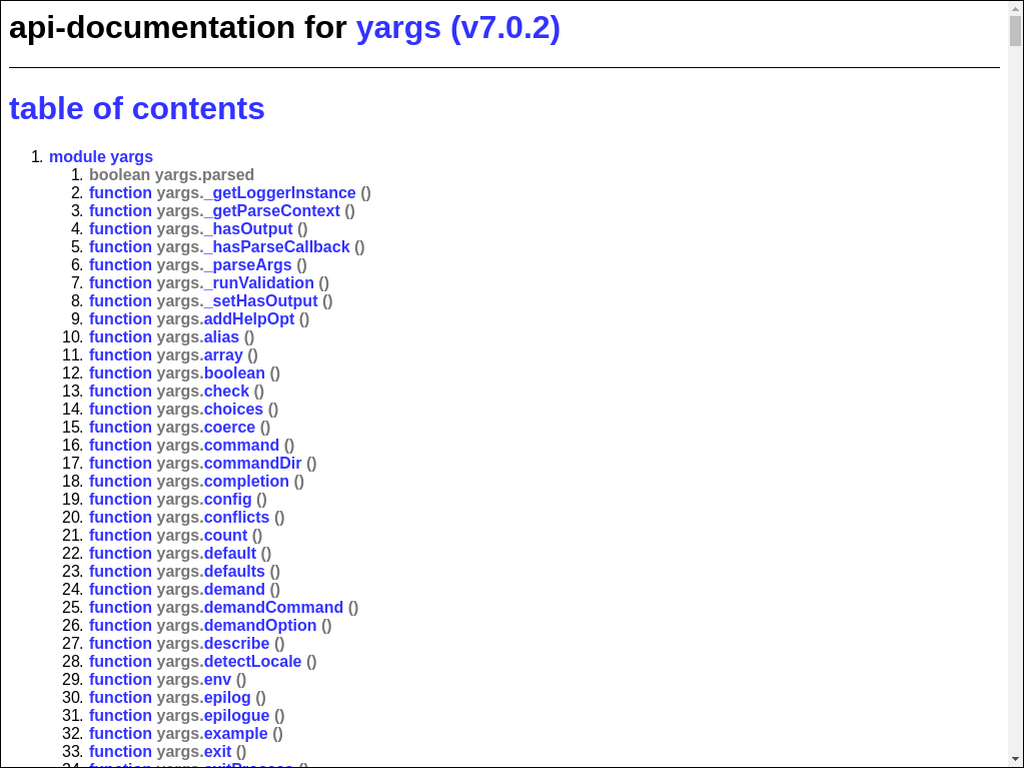 api-documentation for yargs (v7.0.2)
table of contents
1. module yargs
1. boolean yargs.parsed
2. function yargs._getLoggerInstance ()
3. function yargs._getParseContext ()
4. function yargs._hasOutput ()
5. function yargs._hasParseCallback ()
6. function yargs._parseArgs ()
7. function yargs._runValidation ()
8. function yargs._setHasOutput ()
9. function yargs.addHelpOpt ()
10. function yargs.alias ()
11. function yargs.array ()
12. function yargs.boolean ()
13. function yargs.check ()
14. function yargs.choices ()
15. function yargs.coerce ()
16. function yargs.command ()
17. function yargs.commandDir ()
18. function yargs.completion ()
19. function yargs.config ()
20. function yargs.conflicts ()
21. function yargs.count ()
22. function yargs.default ()
23. function yargs.defaults ()
24. function yargs.demand ()
25. function yargs.demandCommand ()
26. function yargs.demandOption ()
27. function yargs.describe ()
28. function yargs.detectLocale ()
29. function yargs.env ()
30. function yargs.epilog ()
31. function yargs.epilogue ()
32. function yargs.example ()
33. function yargs.exit ()
34. function yargs.exitProcess ()